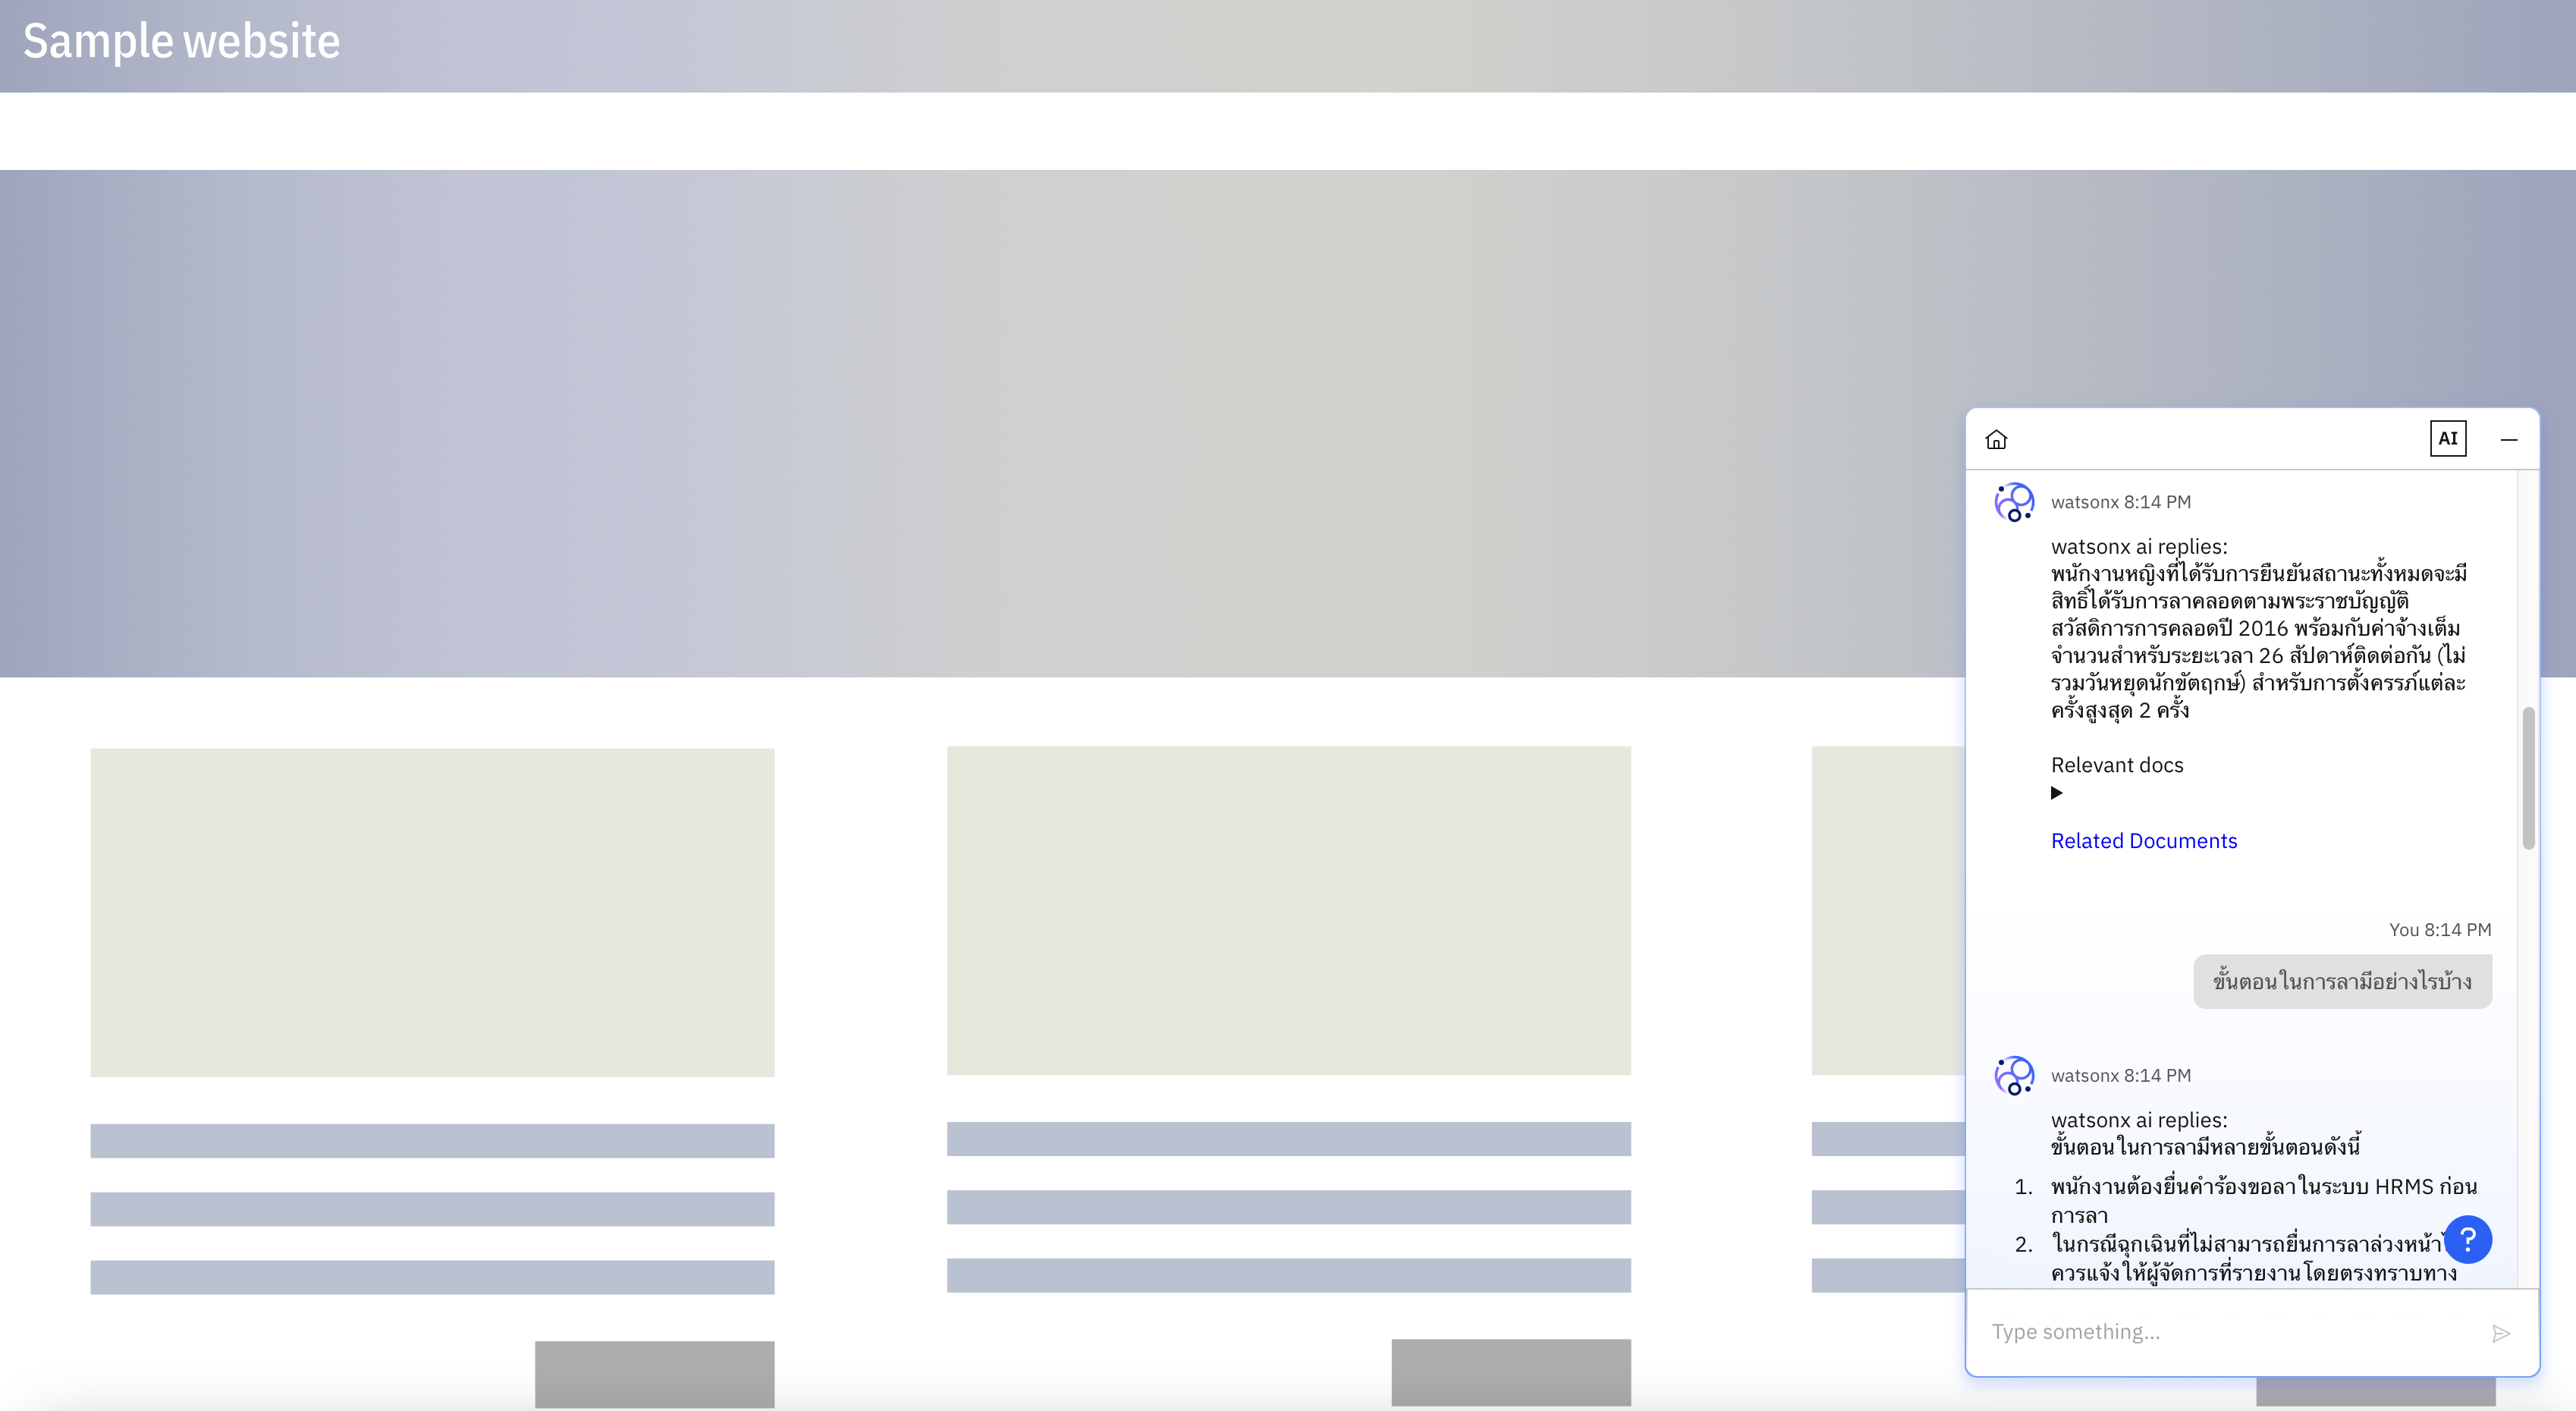 Sample website
AI
watsonx 8:14 PM
watsonx ai replies:
พนักงานหญิงที่ได้รับการยืนยันสถานะทั้งหมดจะมี
สิทธิ์ได้รับการลาคลอดตามพระราชบัญญัติ
สวัสดิการการคลอดปี 2016 พร้อมกับค่าจ้างเต็ม
จำนวนสำหรับระยะเวลา 26 สัปดาห์ติดต่อกัน (ไม่
รวมวันหยุดนักขัตฤกษ์) สำหรับการตั้งครรภ์แต่ละ
ครั้งสูงสุด 2 ครั้ง
Relevant docs
Related Documents
You 8:14 PM
ขั้นตอนในการลามีอย่างไรบ้าง
watsonx 8:14 PM
watsonx ai replies:
ขั้นตอนในการลามีหลายขั้นตอนดังนี้
1. พนักงานต้องยื่นคำร้องขอลาในระบบ HRMS ก่อน
การลา
2. ในกรณีฉุกเฉินที่ไม่สามารถยื่นการลาล่วงหน้า
?
ควรแจ้งให้ผู้จัดการที่รายงานโดยตรงทราบทาง
Type something...